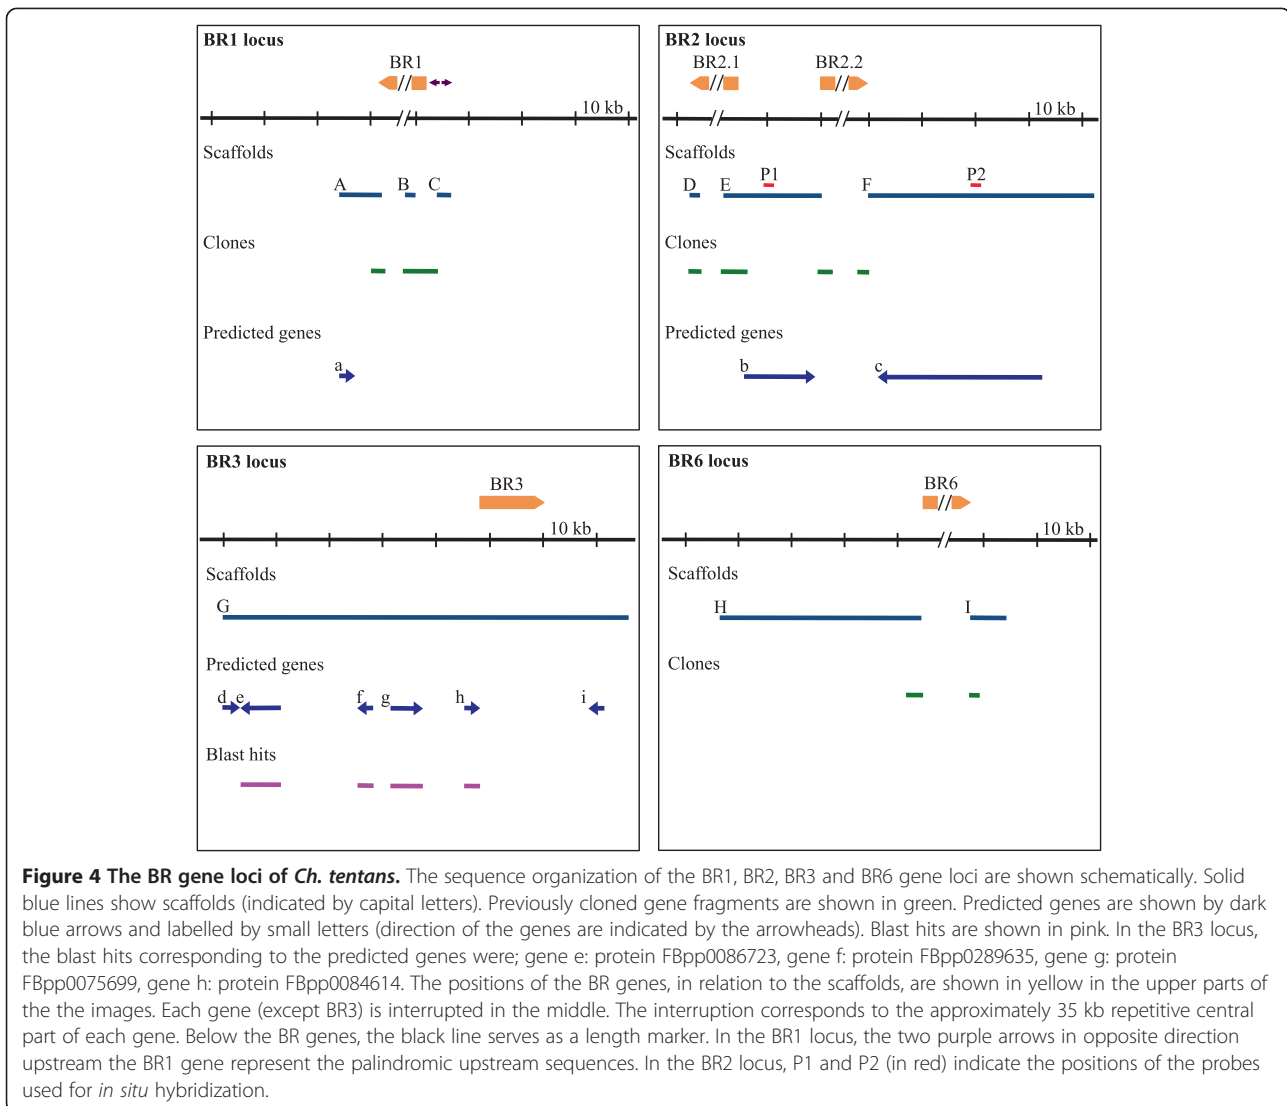 BR1 locus
BR1
10 kb
Scaffolds
A B C
Clones
Predicted genes
a
BR2 locus
BR2.1 BR2.2
10 kb
Scaffolds
P1 P2
D E F
Clones
Predicted genes
b c
BR3 locus
BR3
10 kb
Scaffolds
G
Predicted genes
d e f g h i
Blast hits
BR6 locus
BR6
10 kb
Scaffolds
H I
Clones
Figure 4 The BR gene loci of Ch. tentans. The sequence organization of the BR1, BR2, BR3 and BR6 gene loci are shown schematically. Solid
blue lines show scaffolds (indicated by capital letters). Previously cloned gene fragments are shown in green. Predicted genes are shown by dark
blue arrows and labelled by small letters (direction of the genes are indicated by the arrowheads). Blast hits are shown in pink. In the BR3 locus,
the blast hits corresponding to the predicted genes were; gene e: protein FBpp0086723, gene f: protein FBpp0289635, gene g: protein
FBpp0075699, gene h: protein FBpp0084614. The positions of the BR genes, in relation to the scaffolds, are shown in yellow in the upper parts of
the the images. Each gene (except BR3) is interrupted in the middle. The interruption corresponds to the approximately 35 kb repetitive central
part of each gene. Below the BR genes, the black line serves as a length marker. In the BR1 locus, the two purple arrows in opposite direction
upstream the BR1 gene represent the palindromic upstream sequences. In the BR2 locus, P1 and P2 (in red) indicate the positions of the probes
used for in situ hybridization.